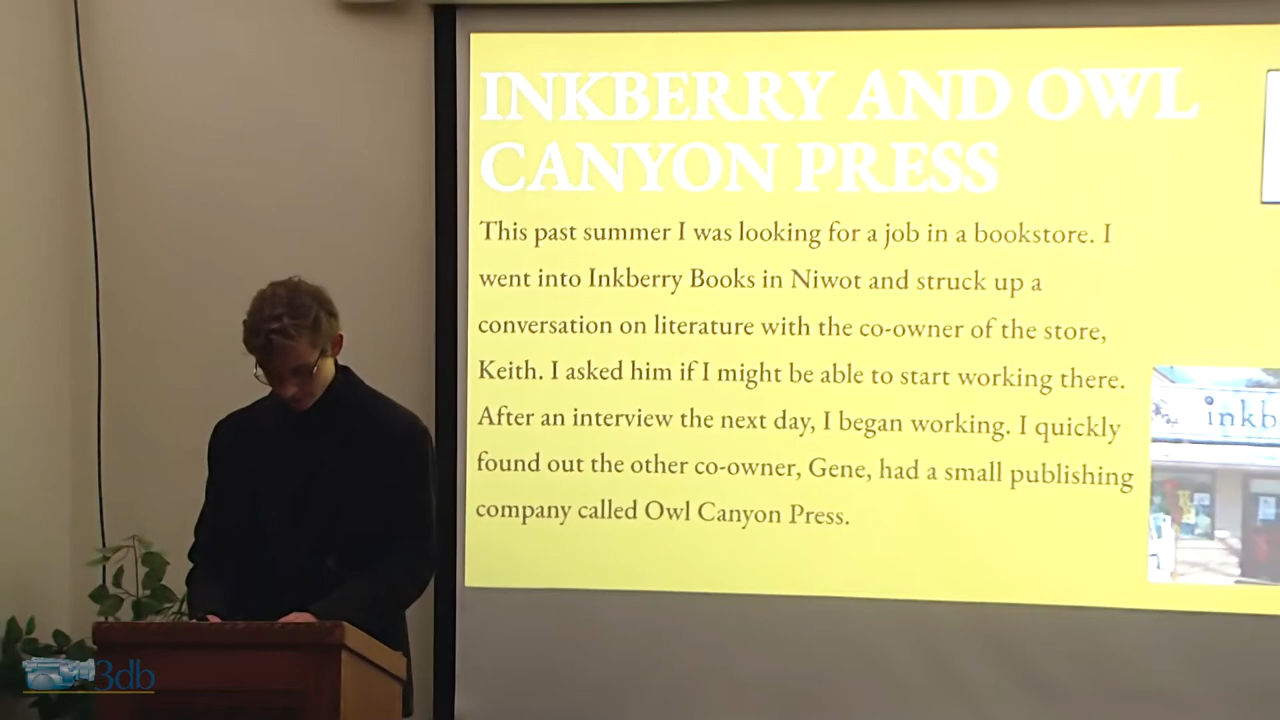 INKBERRY AND OWL
CANYON PRESS
This past summer I was looking for a job in a bookstore. I
went into Inkberry Books in Niwot and struck up a
conversation on literature with the co-owner of the store,
Keith. I asked him if I might be able to start working there.
After an interview the next day, I began working. I quickly
found out the other co-owner, Gene, had a small publishing
company called Owl Canyon Press.
inkb
3db